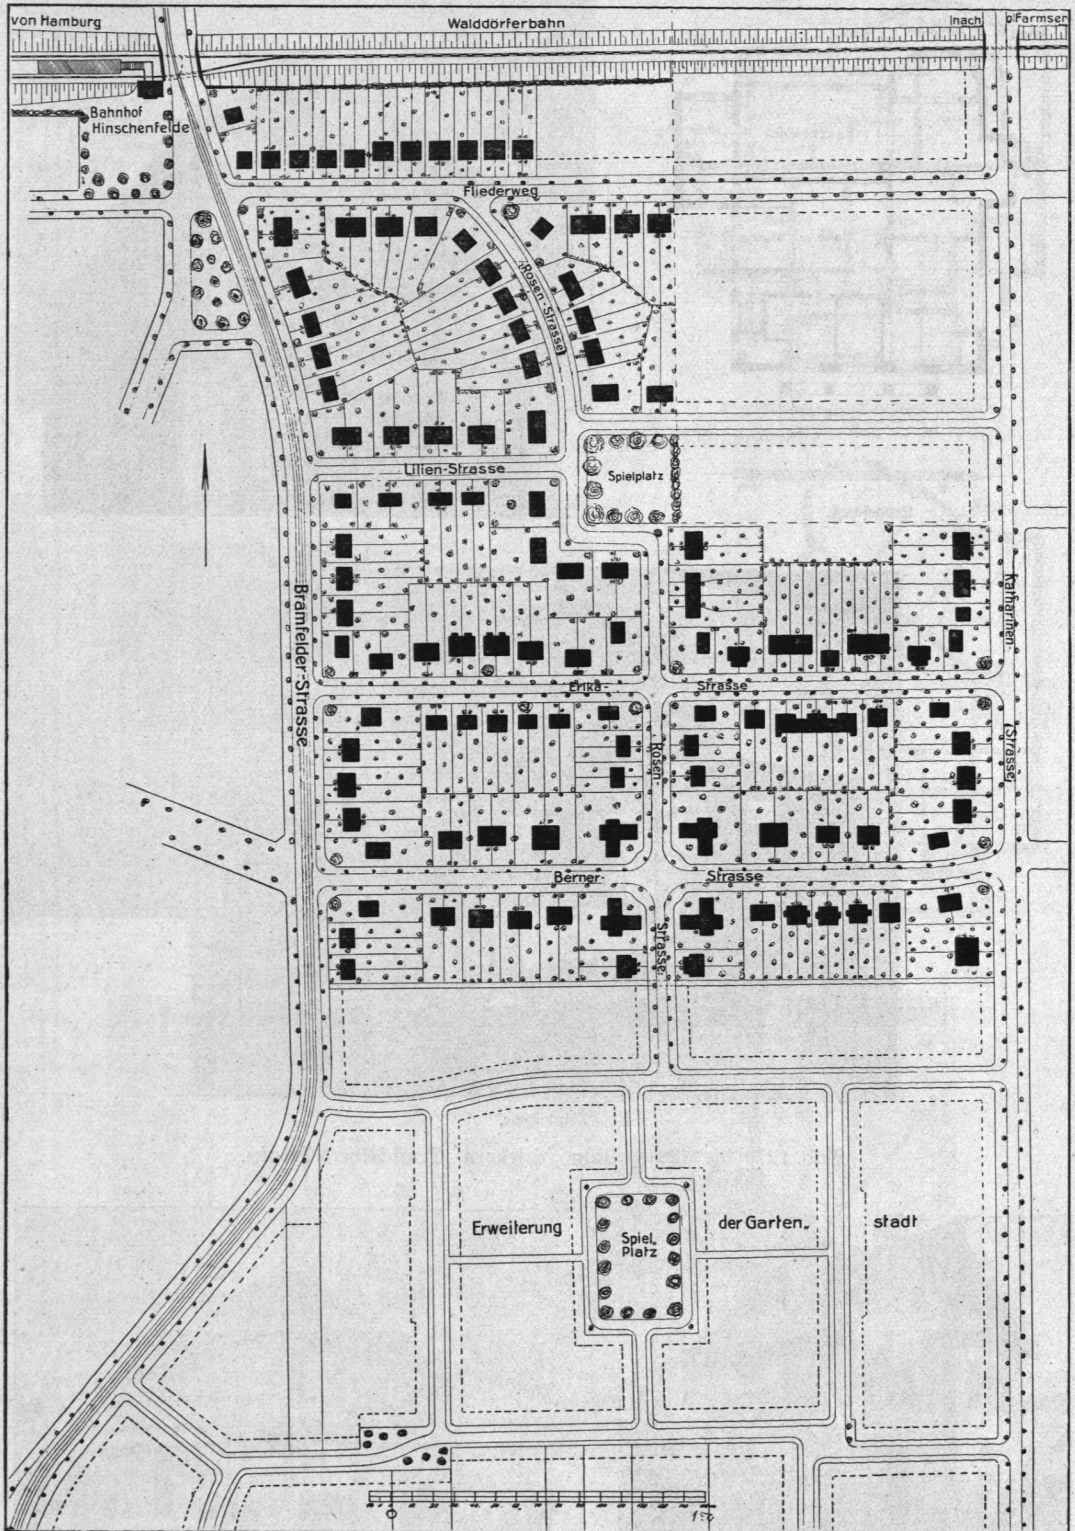 von Hamburg
Walddörferbahn
nach
Farmsen
Bahnhof
Hinschenfelde
Fliederweg
Rosen-Strasse
Lilien-Strasse
Spielplatz
Bramfelder-Strasse
Katharinen-
Strasse
Erika-
Strasse
Rosen-
Strasse
Berner-
Strasse
Erweiterung
der Garten„
stadt
Spiel„
Platz
0
150